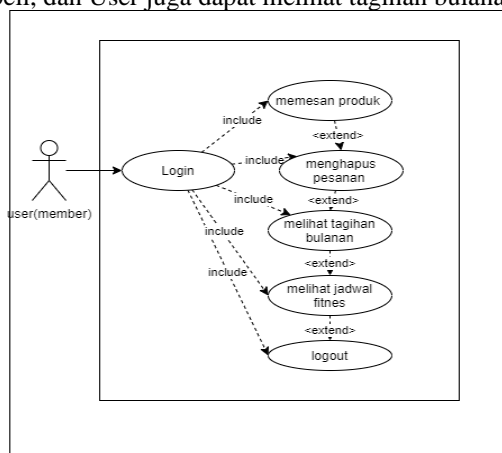 beli, dan User juga dapat melihat tagihan bulana
memesan produk
include
<extend>
Login
include
menghapus
pesanan
<extend>
include
user(member)
melihat tagihan
bulanan
include
<extend>
include
melihat jadwal
fitnes
<extend>
logout